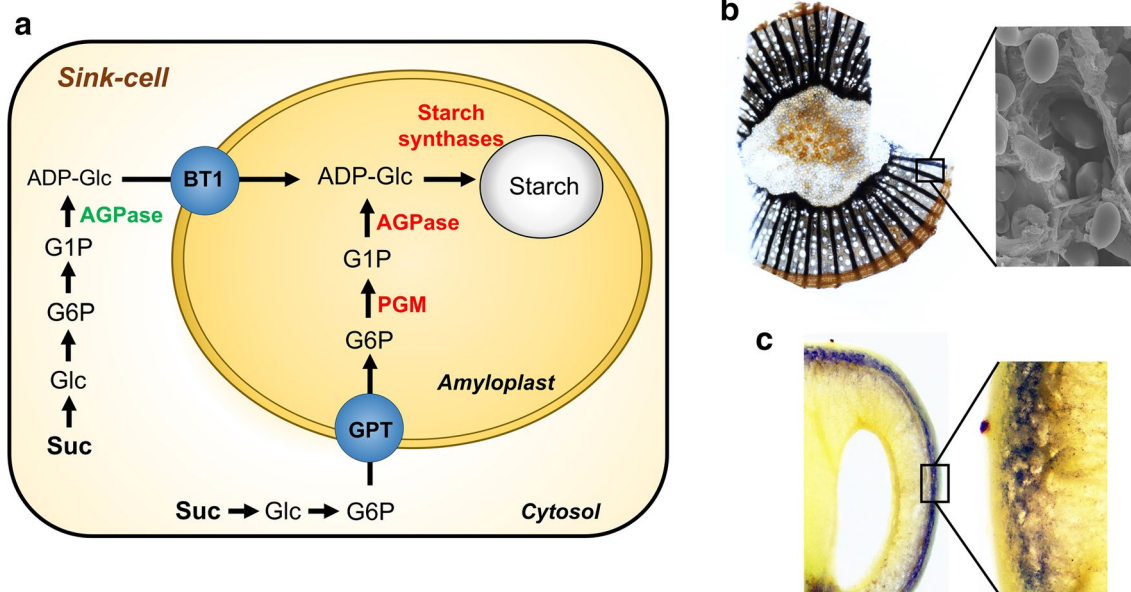 a
Sink-cell
Starch
synthases
ADP-Glc
BT1
ADP-Glc
Starch
AGPase
AGPase
G1P
G1P
G6P
PGM
G6P
Glc
Amyloplast
GPT
Suc
Suc
Glc
G6P
Cytosol
b
c